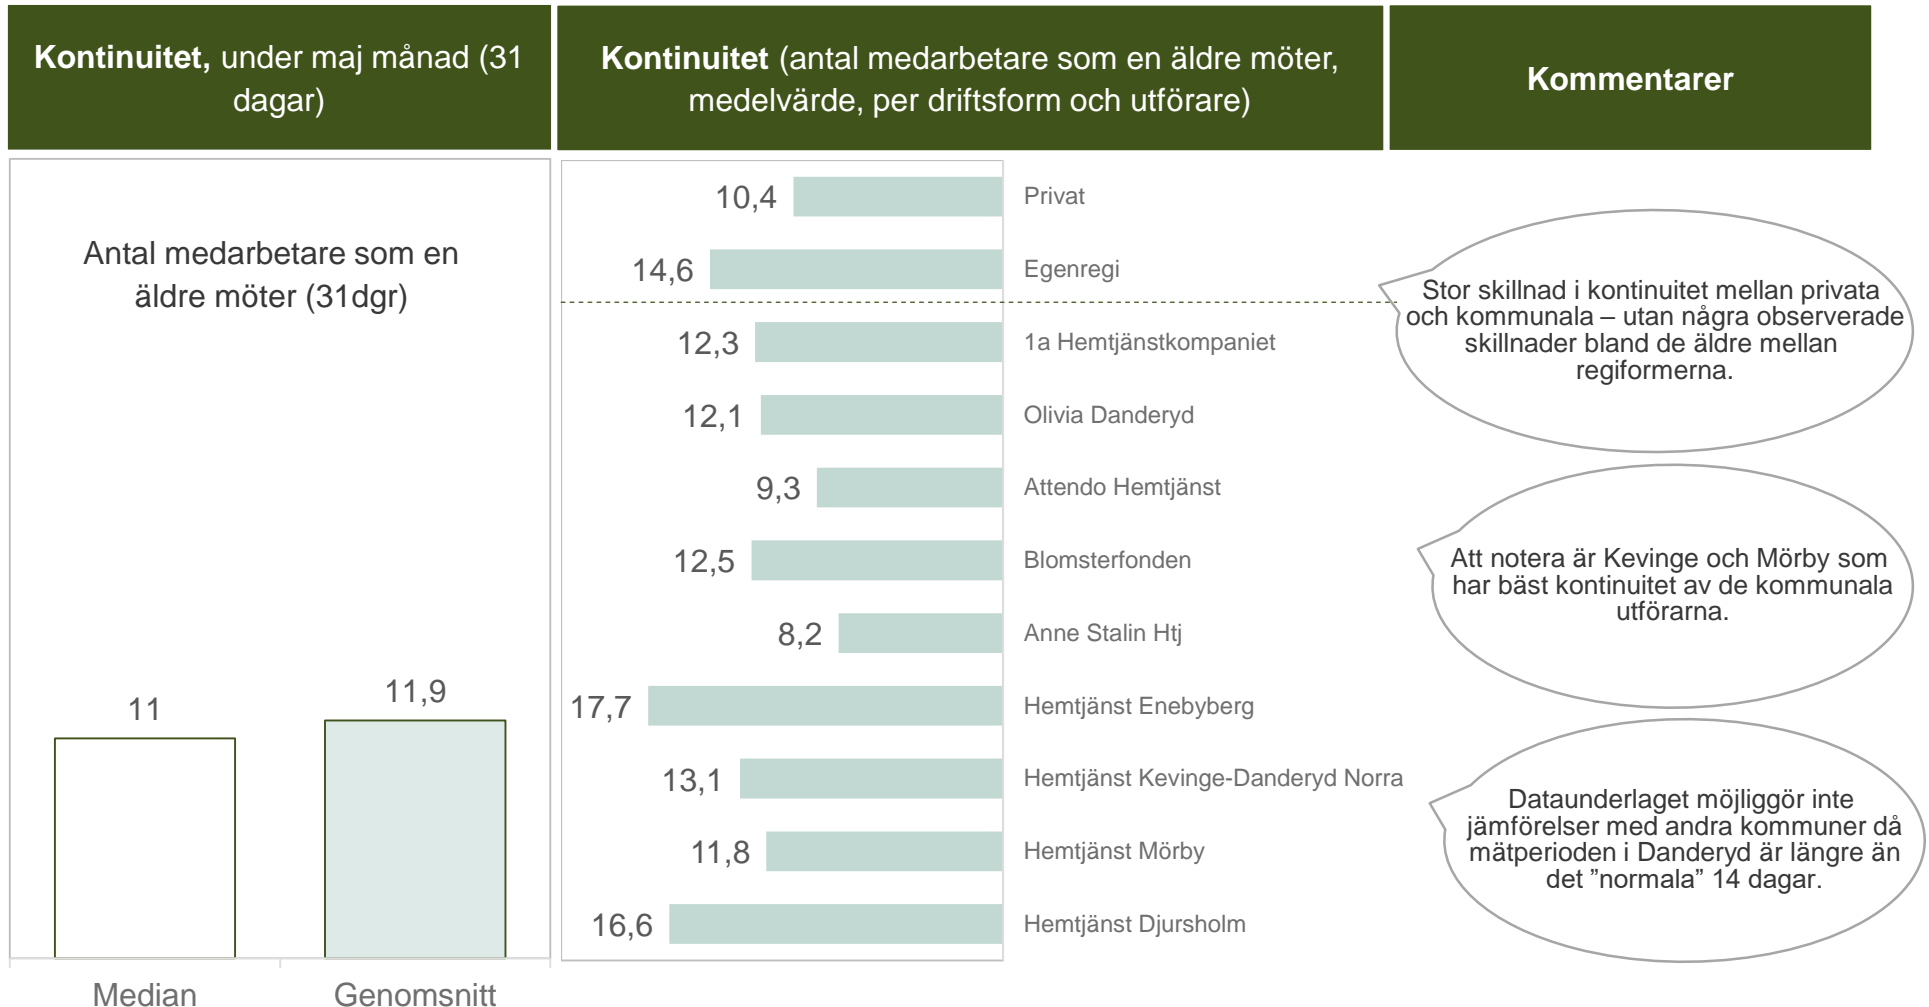 Kontinuitet, under maj månad (31
dagar)
Kontinuitet (antal medarbetare som en äldre möter,
medelvärde, per driftsform och utförare)
Kommentarer
Antal medarbetare som en
äldre möter (31dgr)
11
11,9
Median
Genomsnitt
10,4 Privat
14,6 Egenregi
12,3 1a Hemtjänstkompaniet
12,1 Olivia Danderyd
9,3 Attendo Hemtjänst
12,5 Blomsterfonden
8,2 Anne Stalin Htj
17,7 Hemtjänst Enebyberg
13,1 Hemtjänst Kevinge-Danderyd Norra
11,8 Hemtjänst Mörby
16,6 Hemtjänst Djursholm
Stor skillnad i kontinuitet mellan privata
och kommunala – utan några observerade
skillnader bland de äldre mellan
regiformerna.
Att notera är Kevinge och Mörby som
har bäst kontinuitet av de kommunala
utförarna.
Dataunderlaget möjliggör inte
jämförelser med andra kommuner då
mätperioden i Danderyd är längre än
det ”normala” 14 dagar.